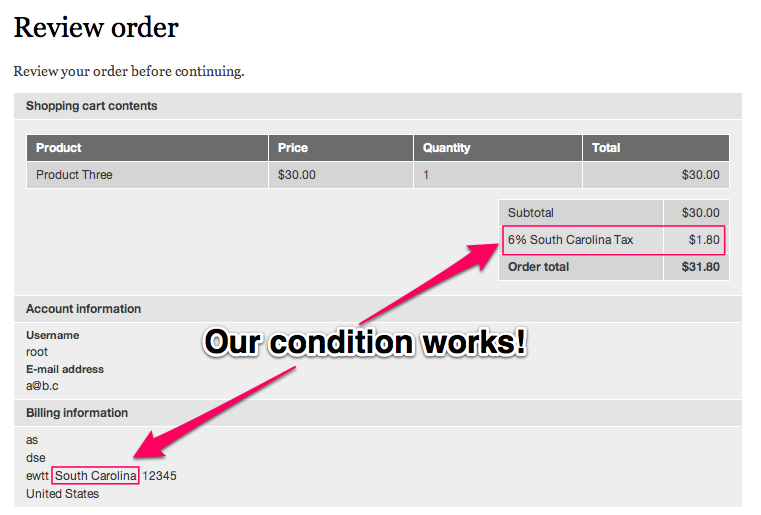 Review order
Review your order before continuing.
Shopping cart contents
Product Price Quantity Total
Product Three $30.00 1 $30.00
Subtotal $30.00
6% South Carolina Tax $1.80
Order total $31.80
Account information
Username
root
E-mail address
a@b.c
Our condition works!
Billing information
as
dse
ewtt South Carolina 12345
United States